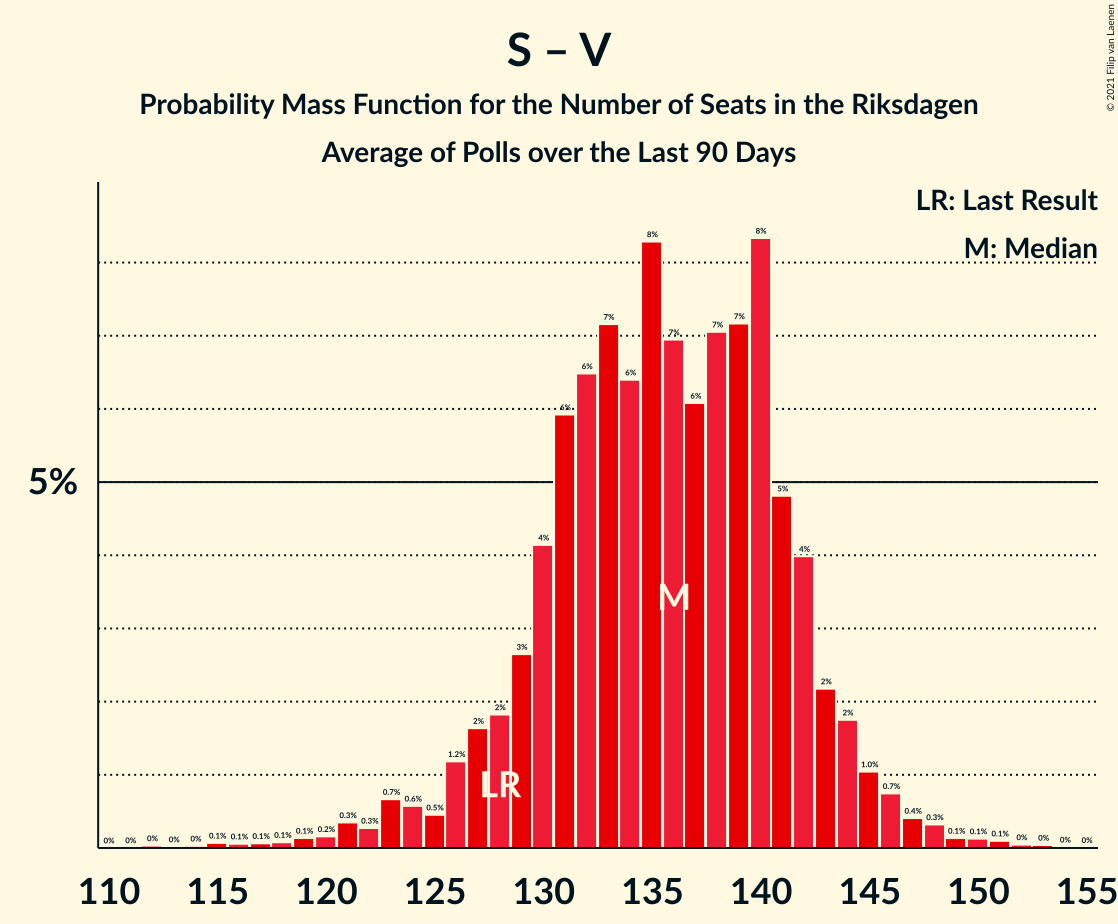 © 2021 Filip van Laenen
S – V
Probability Mass Function for the Number of Seats in the Riksdagen
Average of Polls over the Last 90 Days
LR: Last Result
M: Median
5%
0% 0% 0% 0% 0% 0.1% 0.1% 0.1% 0.1% 0.1% 0.2% 0.3% 0.3% 0.7% 0.6% 0.5% 1.2% 2% 2% 3% 4% 6% 6% 7% 6% 8% 7% 6% 7% 7% 8% 5% 4% 2% 2% 1.0% 0.7% 0.4% 0.3% 0.1% 0.1% 0.1% 0% 0% 0% 0%
M
LR
110 115 120 125 130 135 140 145 150 155